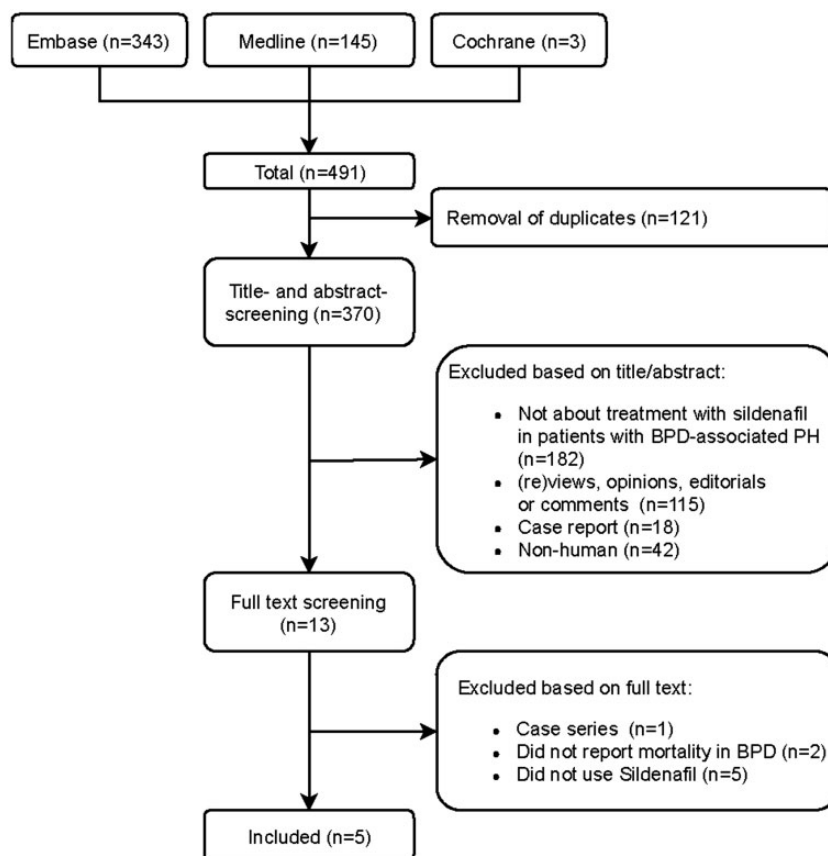 Embase (n=343)
Medline (n=145)
Cochrane (n=3)
Total (n=491)
Removal of duplicates (n=121)
Title- and abstract-
screening (n=370)
Excluded based on title/abstract:
• Not about treatment with sildenafil
in patients with BPD-associated PH
(n=182)
• (re)views, opinions, editorials
or comments (n=115)
• Case report (n=18)
• Non-human (n=42)
Full text screening
(n=13)
Excluded based on full text:
• Case series (n=1)
• Did not report mortality in BPD (n=2)
• Did not use Sildenafil (n=5)
Included (n=5)